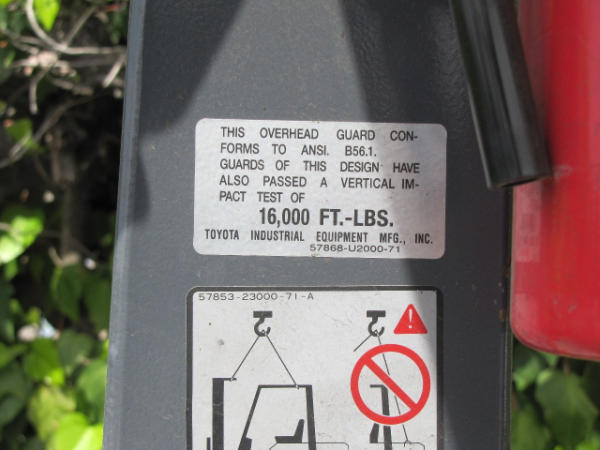 THIS OVERHEAD GUARD CON-
FORMS TO ANSI. B56.1.
GUARDS OF THIS DESIGN HAVE
ALSO PASSED A VERTICAL IM-
PACT TEST OF
16,000 FT.-LBS.
TOYOTA INDUSTRIAL EQUIPMENT MFG., INC.
57868-U2000-71
57853-23000-71-A